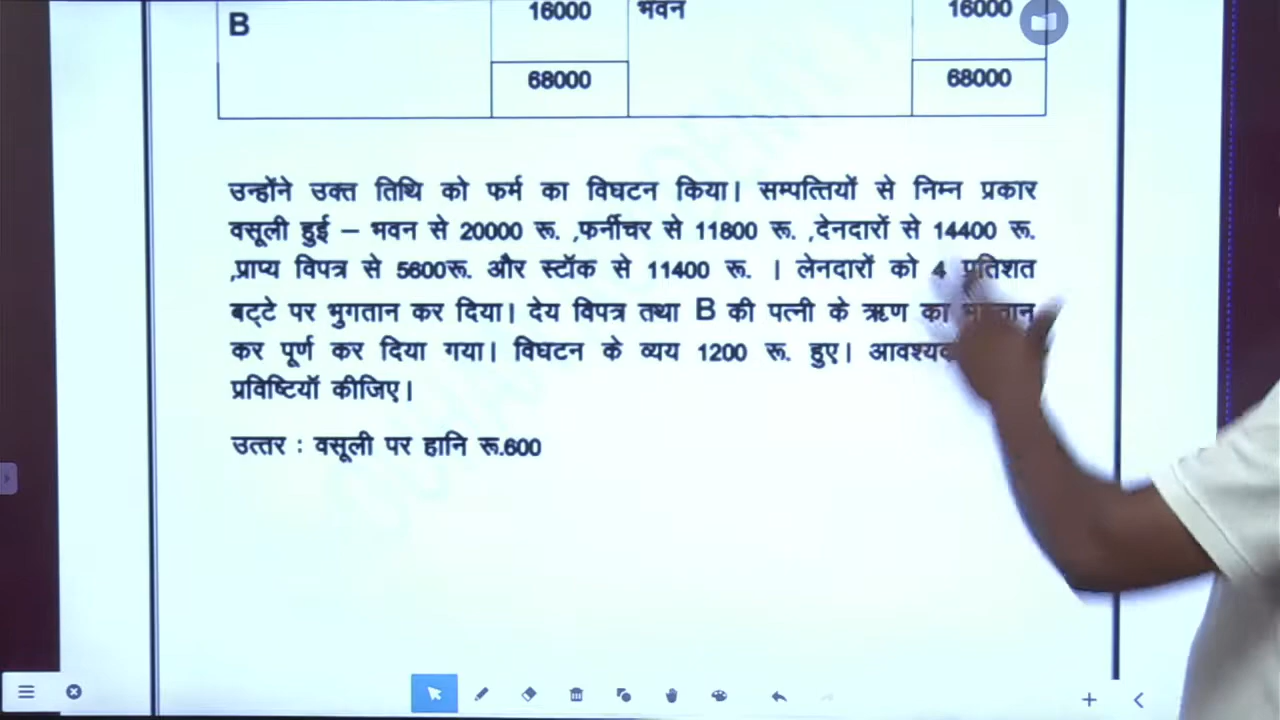 B 16000 भवन 16000
68000 68000
उन्होंने उक्त तिथि को फर्म का विघटन किया। सम्पत्तियों से निम्न प्रकार
वसूली हुई – भवन से 20000 रू. ,फर्नीचर से 11800 रू. ,देनदारों से 14400 रू.
,प्राप्य विपत्र से 5600रू. और स्टॉक से 11400 रू. । लेनदारों को 4 प्रतिशत
बट्टे पर भुगतान कर दिया। देय विपत्र तथा B की पत्नी के ऋण का
कर पूर्ण कर दिया गया। विघटन के व्यय 1200 रू. हुए।
प्रविष्टियॉ कीजिए।
उत्तर : वसूली पर हानि रू.600